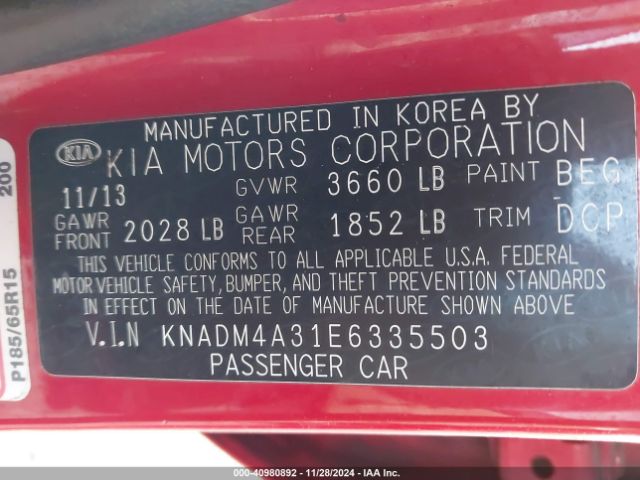 MANUFACTURED IN KOREA BY
KIA KIA MOTORS CORPORATION
11/13 GVWR 3660 LB PAINT BEG
GAWR FRONT 2028 LB GAWR REAR 1852 LB TRIM DCP
THIS VEHICLE CONFORMS TO ALL APPLICABLE U.S.A. FEDERAL
MOTOR VEHICLE SAFETY, BUMPER, AND THEFT PREVENTION STANDARDS
IN EFFECT ON THE DATE OF MANUFACTURE SHOWN ABOVE
V.I.N KNADM4A31E6335503
PASSENGER CAR
P185/65R15
200
000-40980892 - 11/28/2024 - IAAI.COM